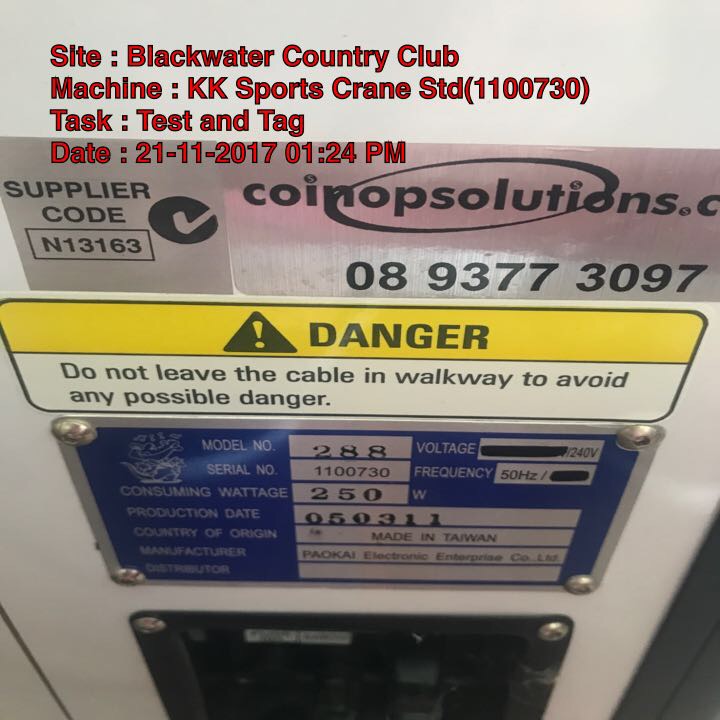 Site : Blackwater Country Club
Machine : KK Sports Crane Std(1100730)
Task : Test and Tag
Date : 21-11-2017 01:24 PM
SUPPLIER
CODE
N13163
coinopsolutions.c
08 9377 3097
DANGER
Do not leave the cable in walkway to avoid
any possible danger.
MODEL NO. 288 VOLTAGE /240V
SERIAL NO. 1100730 FREQUENCY 50Hz /
CONSUMING WATTAGE 250 W
PRODUCTION DATE 050311
COUNTRY OF ORIGIN MADE IN TAIWAN
MANUFACTURER PAOKAI Electronic Enterprise Co.,Ltd.
DISTRIBUTOR